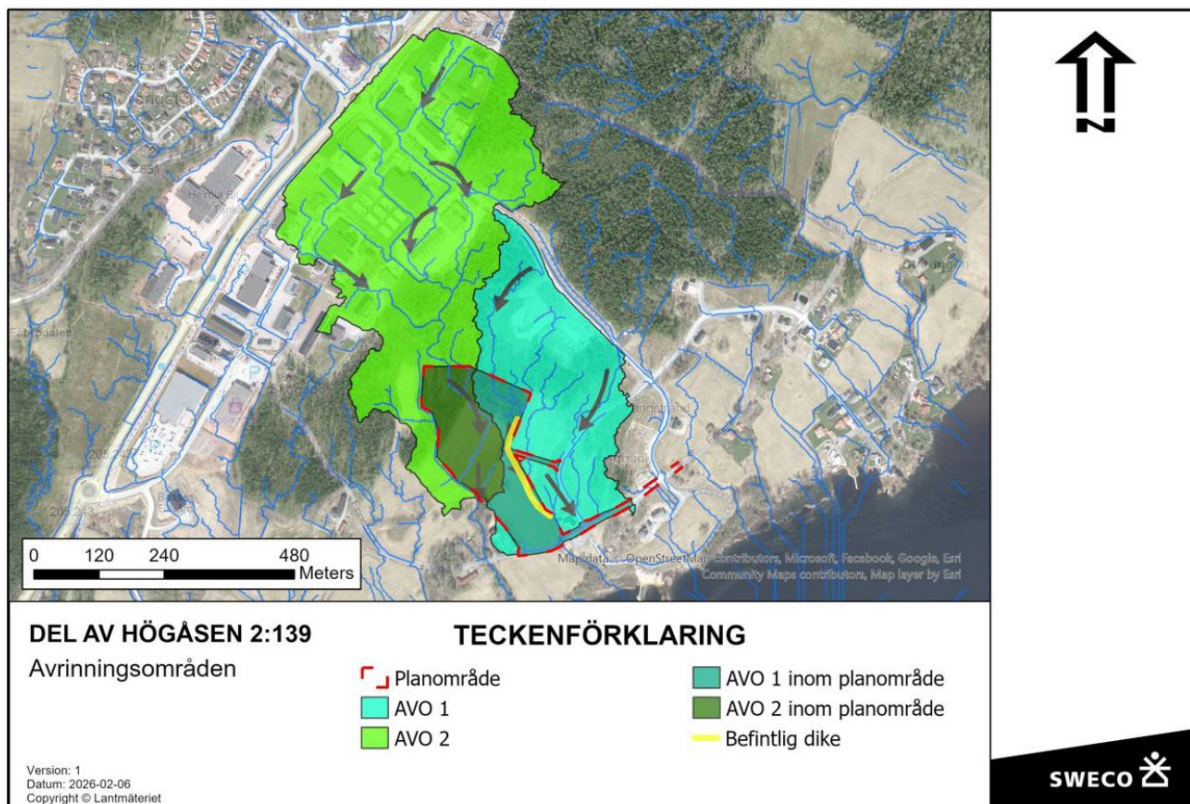 N
205.243
0 120 240 480
Meters
Map data © OpenStreetMap contributors, Microsoft, Facebook, Google, Esri
Community Maps contributors, Map layer by Esri
DEL AV HÖGÅSEN 2:139
Avrinningsområden
TECKENFÖRKLARING
Planområde
AVO 1
AVO 2
AVO 1 inom planområde
AVO 2 inom planområde
Befintlig dike
Version: 1
Datum: 2026-02-06
Copyright © Lantmäteriet
SWECO